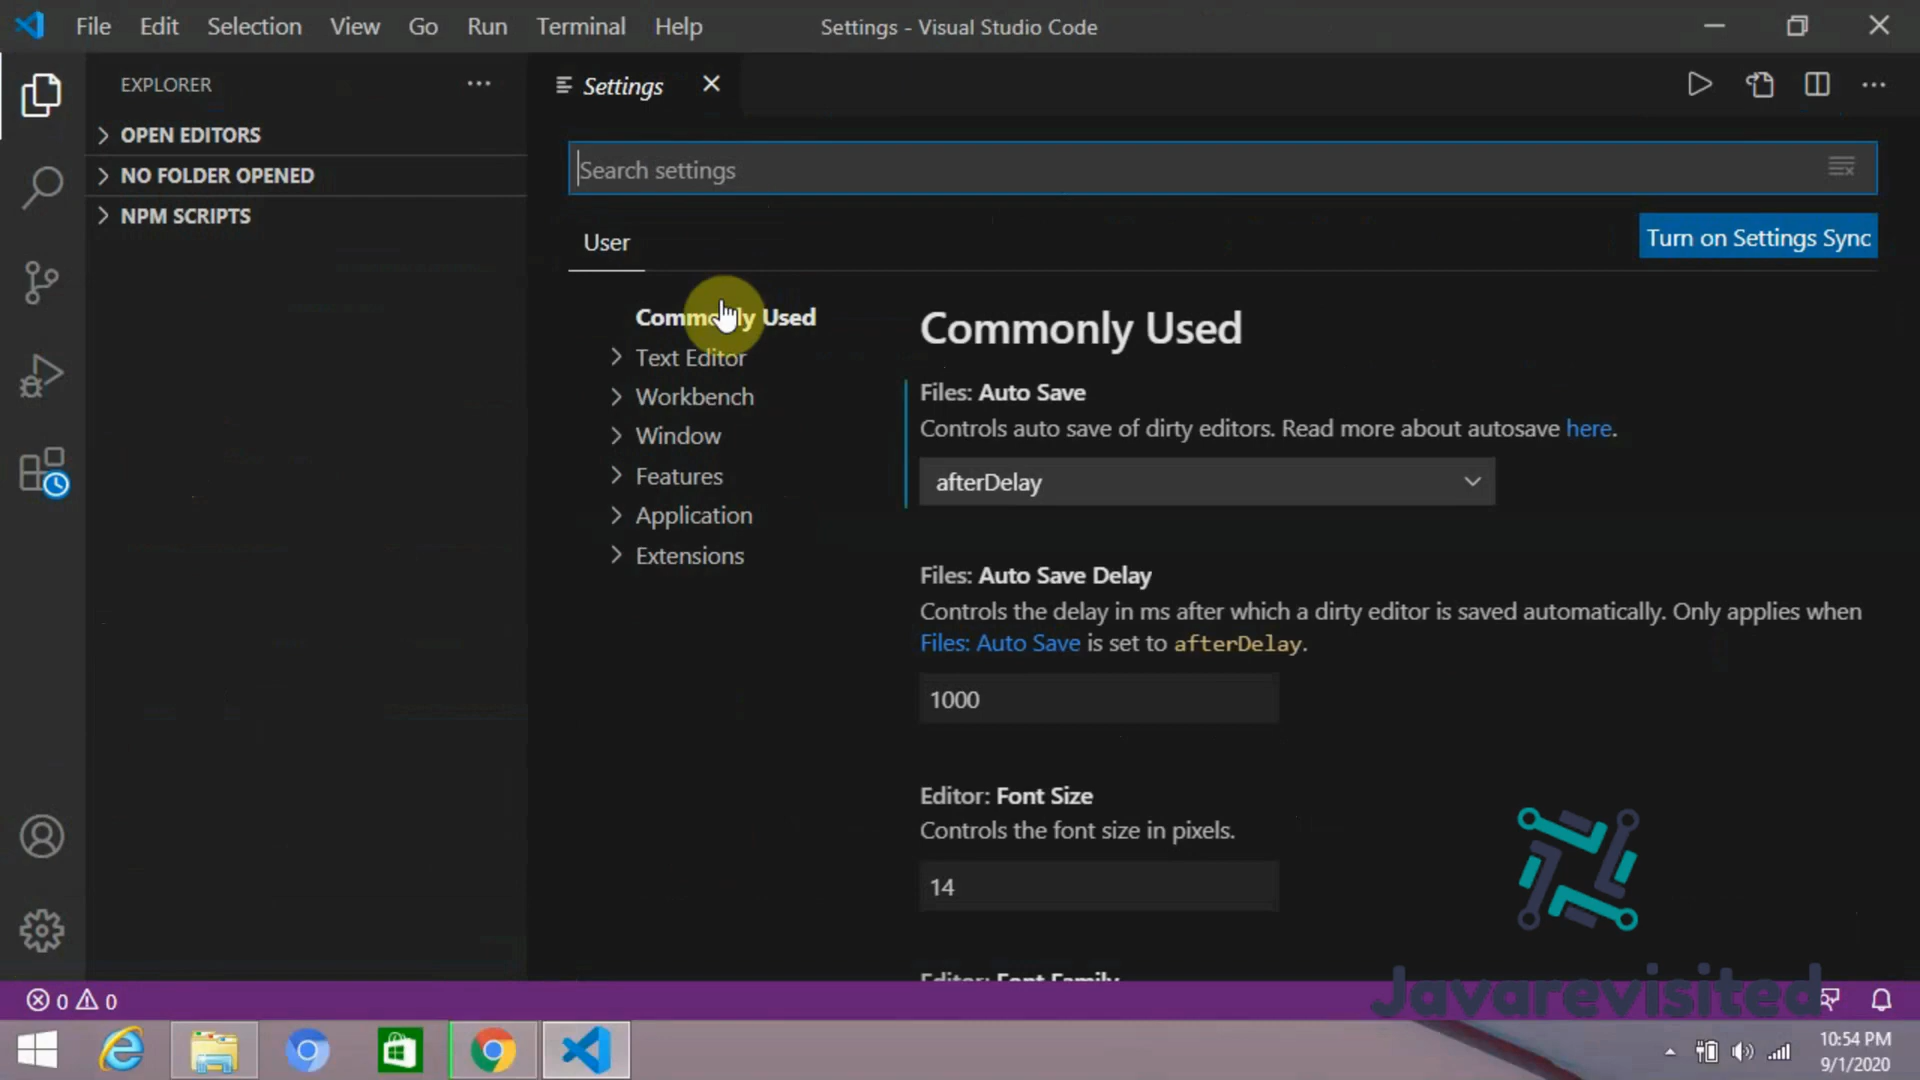 File Edit Selection View Go Run Terminal Help
Settings - Visual Studio Code
EXPLORER
OPEN EDITORS
NO FOLDER OPENED
NPM SCRIPTS
Settings
Search settings
User
Turn on Settings Sync
Commonly Used
Text Editor
Workbench
Window
Features
Application
Extensions
Commonly Used
Files: Auto Save
Controls auto save of dirty editors. Read more about autosave here.
afterDelay
Files: Auto Save Delay
Controls the delay in ms after which a dirty editor is saved automatically. Only applies when
Files: Auto Save is set to afterDelay.
1000
Editor: Font Size
Controls the font size in pixels.
14
Editor: Font Family
Javarevisited
0 0
10:54 PM
9/1/2020